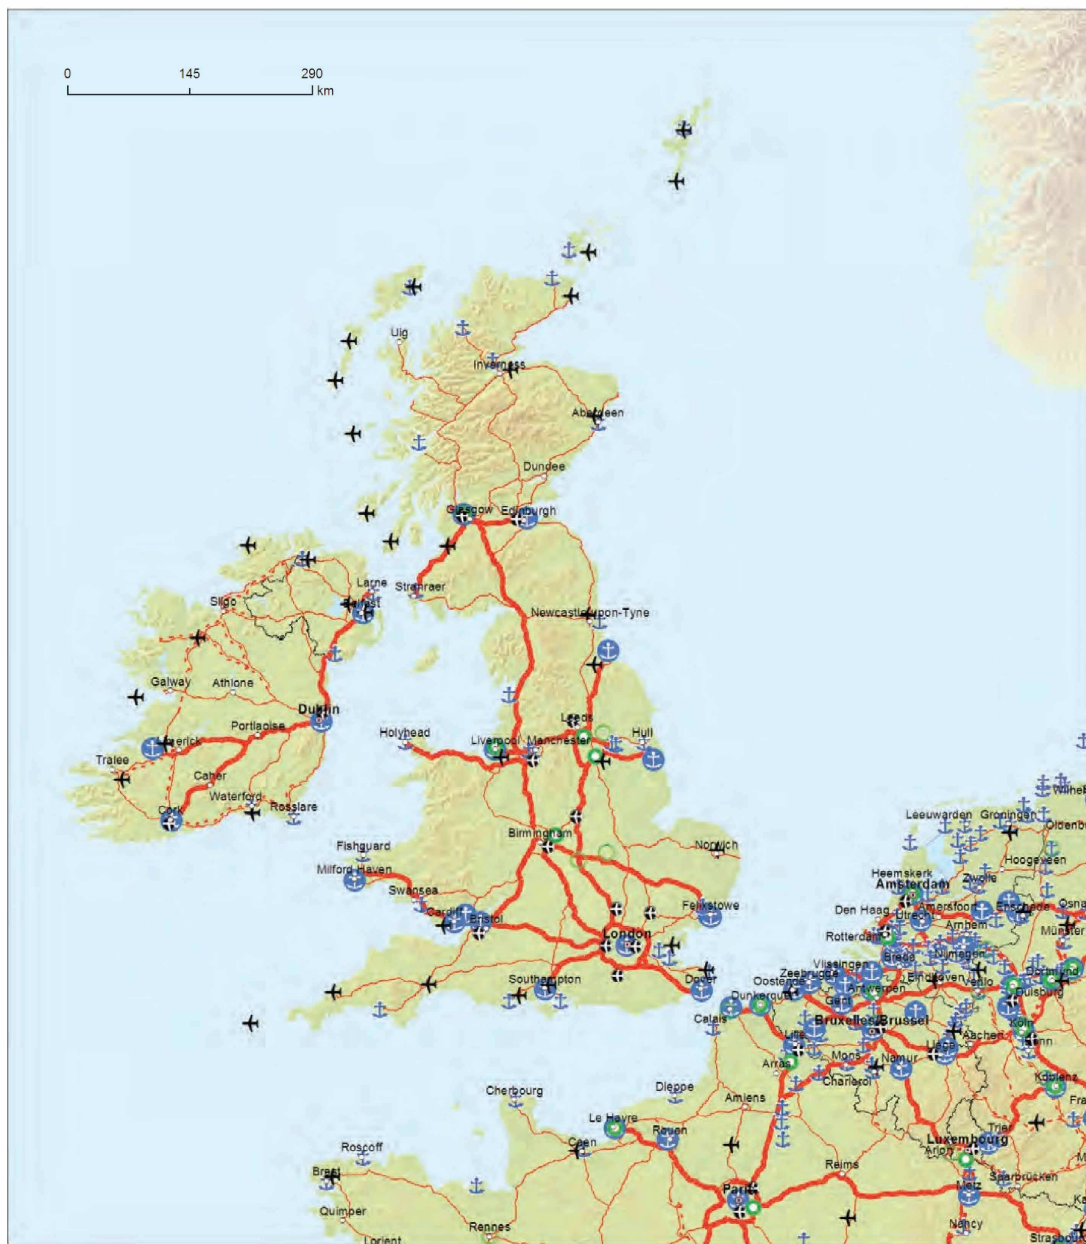 0 145 290
km
Uig
Inverness
Aberdeen
Dundee
Glasgow
Edinburgh
Larne
Stranraer
Belfast
Sligo
Newcastle-upon-Tyne
Galway
Athlone
Dublin
Leeds
Portlaoise
Holyhead
Liverpool
Manchester
Hull
Tralee
Caher
Waterford
Rosslare
Cork
Birmingham
Leeuwarden
Groningen
Norwich
Fishguard
Hoogeveen
Milford Haven
Heemskerk
Zwolle
Amsterdam
Swansea
Felixstowe
Den Haag
Amersfoort
Enschede
Cardiff
Bristol
Utrecht
Arnhem
Münster
London
Rotterdam
Breda
Nijmegen
Vlissingen
Zeebrugge
Eindhoven
Dortmund
Southampton
Dover
Oostende
Antwerpen
Venlo
Duisburg
Dunkerque
Gent
Calais
Bruxelles/Brussel
Köln
Lille
Aachen
Bonn
Liège
Mons
Namur
Arras
Charleroi
Koblenz
Cherbourg
Dieppe
Amiens
Le Havre
Rouen
Trier
Luxembourg
Caen
Arlon
Roscoff
Reims
Saarbrücken
Brest
Paris
Metz
Quimper
Rennes
Nancy
Lorient